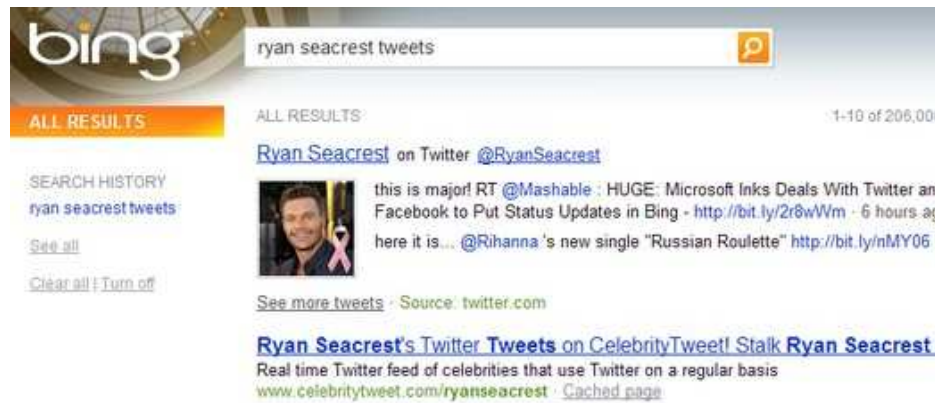 bing
ryan seacrest tweets
ALL RESULTS
ALL RESULTS
1-10 of 206,00
Ryan Seacrest on Twitter @RyanSeacrest
SEARCH HISTORY
ryan seacrest tweets
See all
Clear all | Turn off
this is major! RT @Mashable : HUGE: Microsoft Inks Deals With Twitter an
Facebook to Put Status Updates in Bing - http://bit.ly/2r8wWm · 6 hours ag
here it is... @Rihanna 's new single "Russian Roulette" http://bit.ly/nMY06
See more tweets · Source: twitter.com
Ryan Seacrest's Twitter Tweets on CelebrityTweet! Stalk Ryan Seacrest
Real time Twitter feed of celebrities that use Twitter on a regular basis
www.celebritytweet.com/ryanseacrest · Cached page